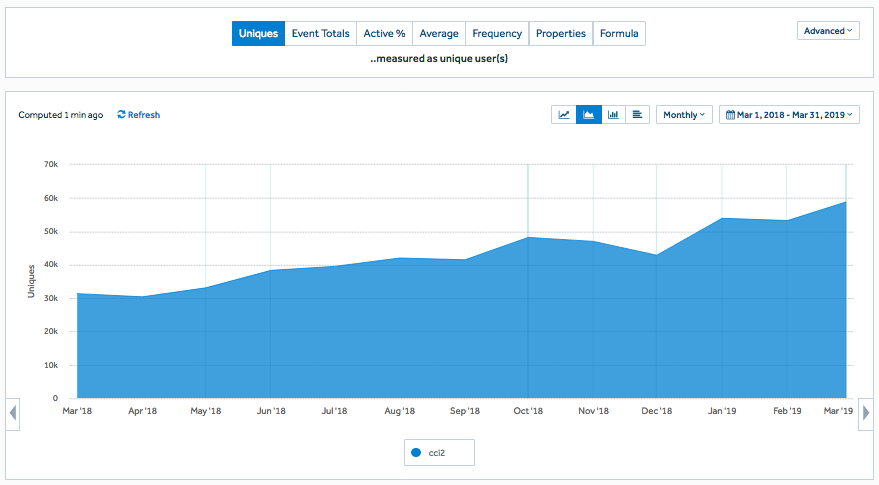 Uniques Event Totals Active % Average Frequency Properties Formula Advanced
..measured as unique user(s)
Computed 1 min ago Refresh Monthly Mar 1, 2018 - Mar 31, 2019
70k
60k
50k
40k
30k
20k
10k
0
Uniques
Mar '18 Apr '18 May '18 Jun '18 Jul '18 Aug '18 Sep '18 Oct '18 Nov '18 Dec '18 Jan '19 Feb '19 Mar '19
cci2